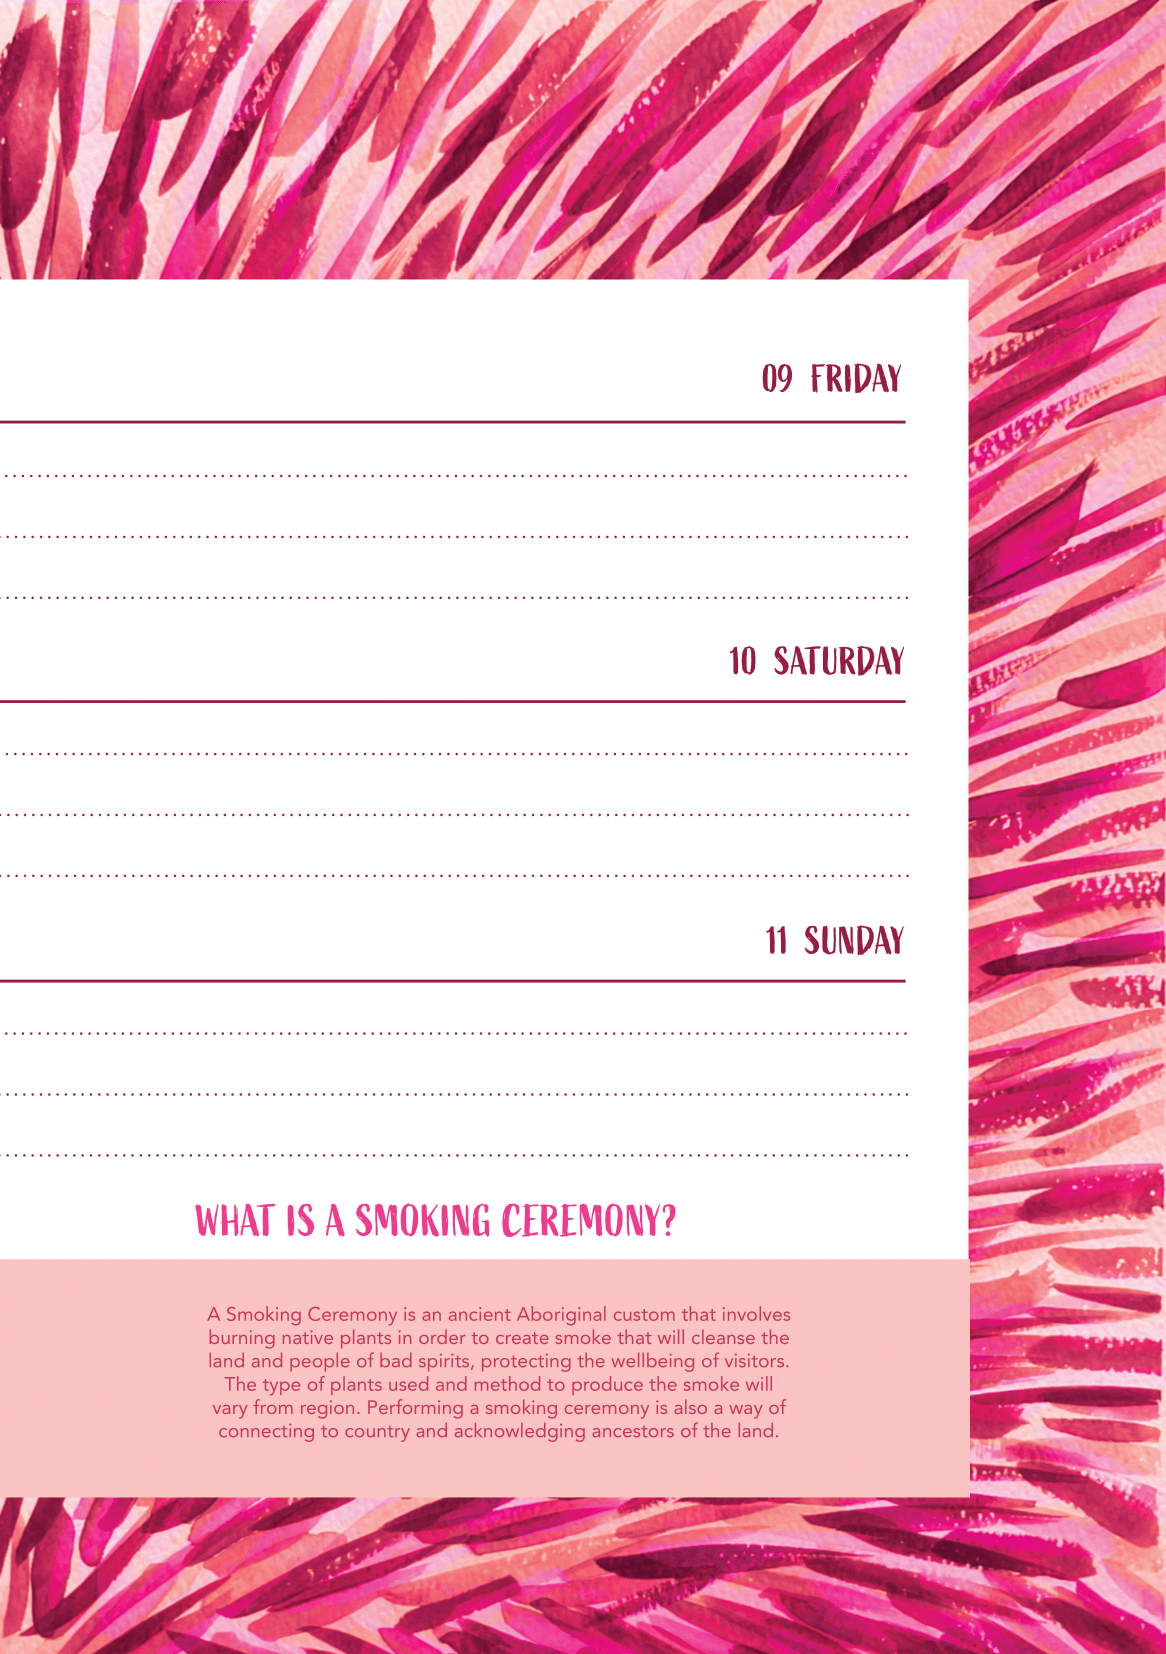 09 FRIDAY
10 SATURDAY
11 SUNDAY
WHAT IS A SMOKING CEREMONY?
A Smoking Ceremony is an ancient Aboriginal custom that involves
burning native plants in order to create smoke that will cleanse the
land and people of bad spirits, protecting the wellbeing of visitors.
The type of plants used and method to produce the smoke will
vary from region. Performing a smoking ceremony is also a way of
connecting to country and acknowledging ancestors of the land.